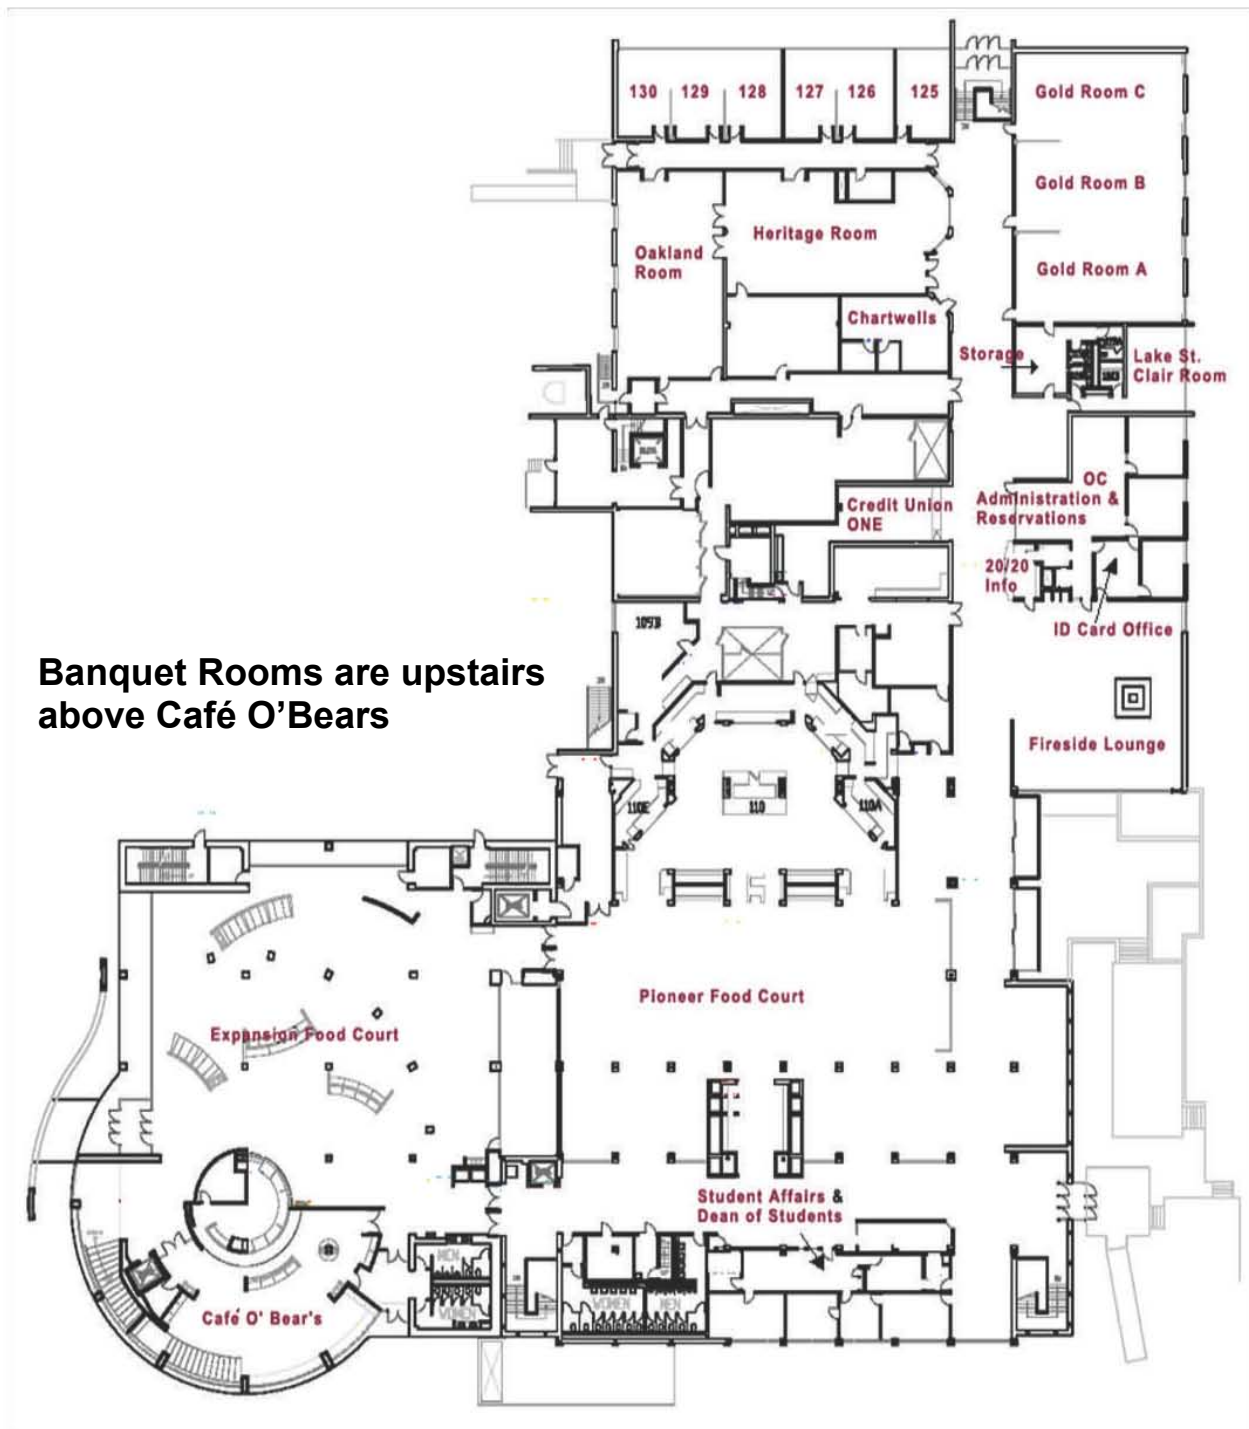 130 129 128 127 126 125
Gold Room C
Gold Room B
Heritage Room
Oakland
Room
Gold Room A
Chartwells
Storage
Lake St.
Clair Room
OC
Administration &
Reservations
Credit Union
ONE
20/20
Info
109B
ID Card Office
Banquet Rooms are upstairs
above Café O’Bears
Fireside Lounge
110E
110
110A
Pioneer Food Court
Expansion Food Court
Student Affairs &
Dean of Students
MEN
WOMEN
WOMEN
MEN
Café O' Bear's